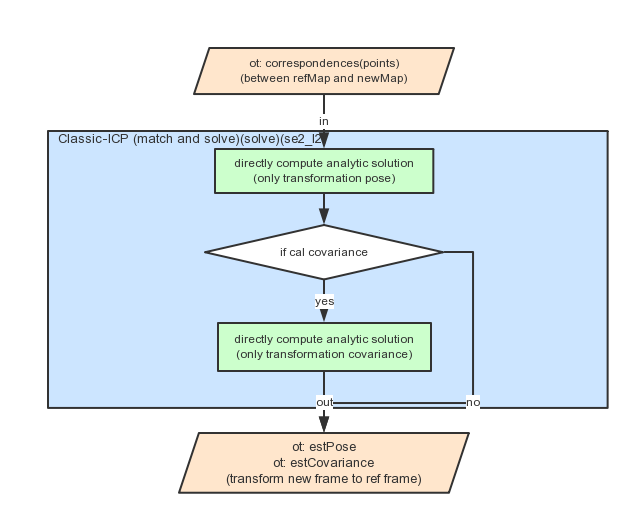 ot: correspondences(points)
(between refMap and newMap)
in
Classic-ICP (match and solve)(solve)(se2_l2)
directly compute analytic solution
(only transformation pose)
if cal covariance
yes
directly compute analytic solution
(only transformation covariance)
out
no
ot: estPose
ot: estCovariance
(transform new frame to ref frame)